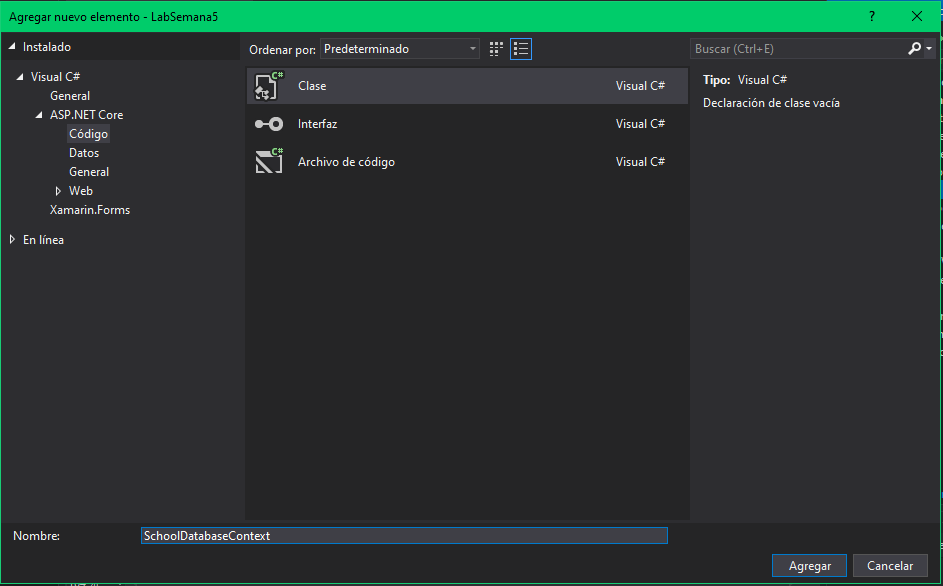 Agregar nuevo elemento - LabSemana5 ?
Instalado
Visual C#
General
ASP.NET Core
Código
Datos
General
Web
Xamarin.Forms
En línea
Ordenar por: Predeterminado
C# Clase Visual C#
Interfaz Visual C#
C# Archivo de código Visual C#
Buscar (Ctrl+E)
Tipo: Visual C#
Declaración de clase vacía
Nombre: SchoolDatabaseContext
Agregar Cancelar